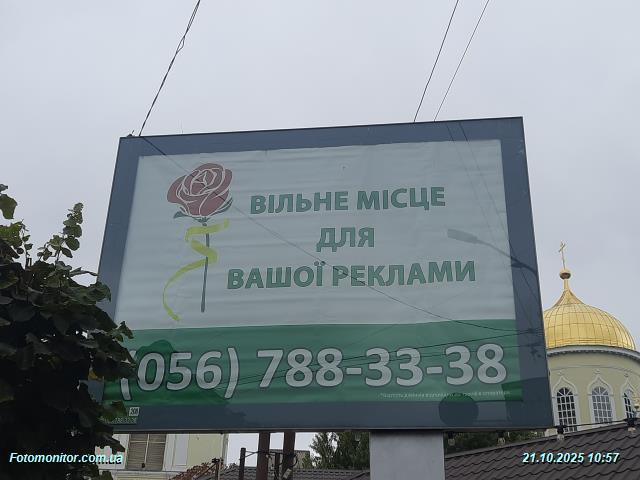 ВІЛЬНЕ МІСЦЕ
ДЛЯ
ВАШОЇ РЕКЛАМИ
(056) 788-33-38
Fotomonitor.com.ua
21.10.2025 10:57